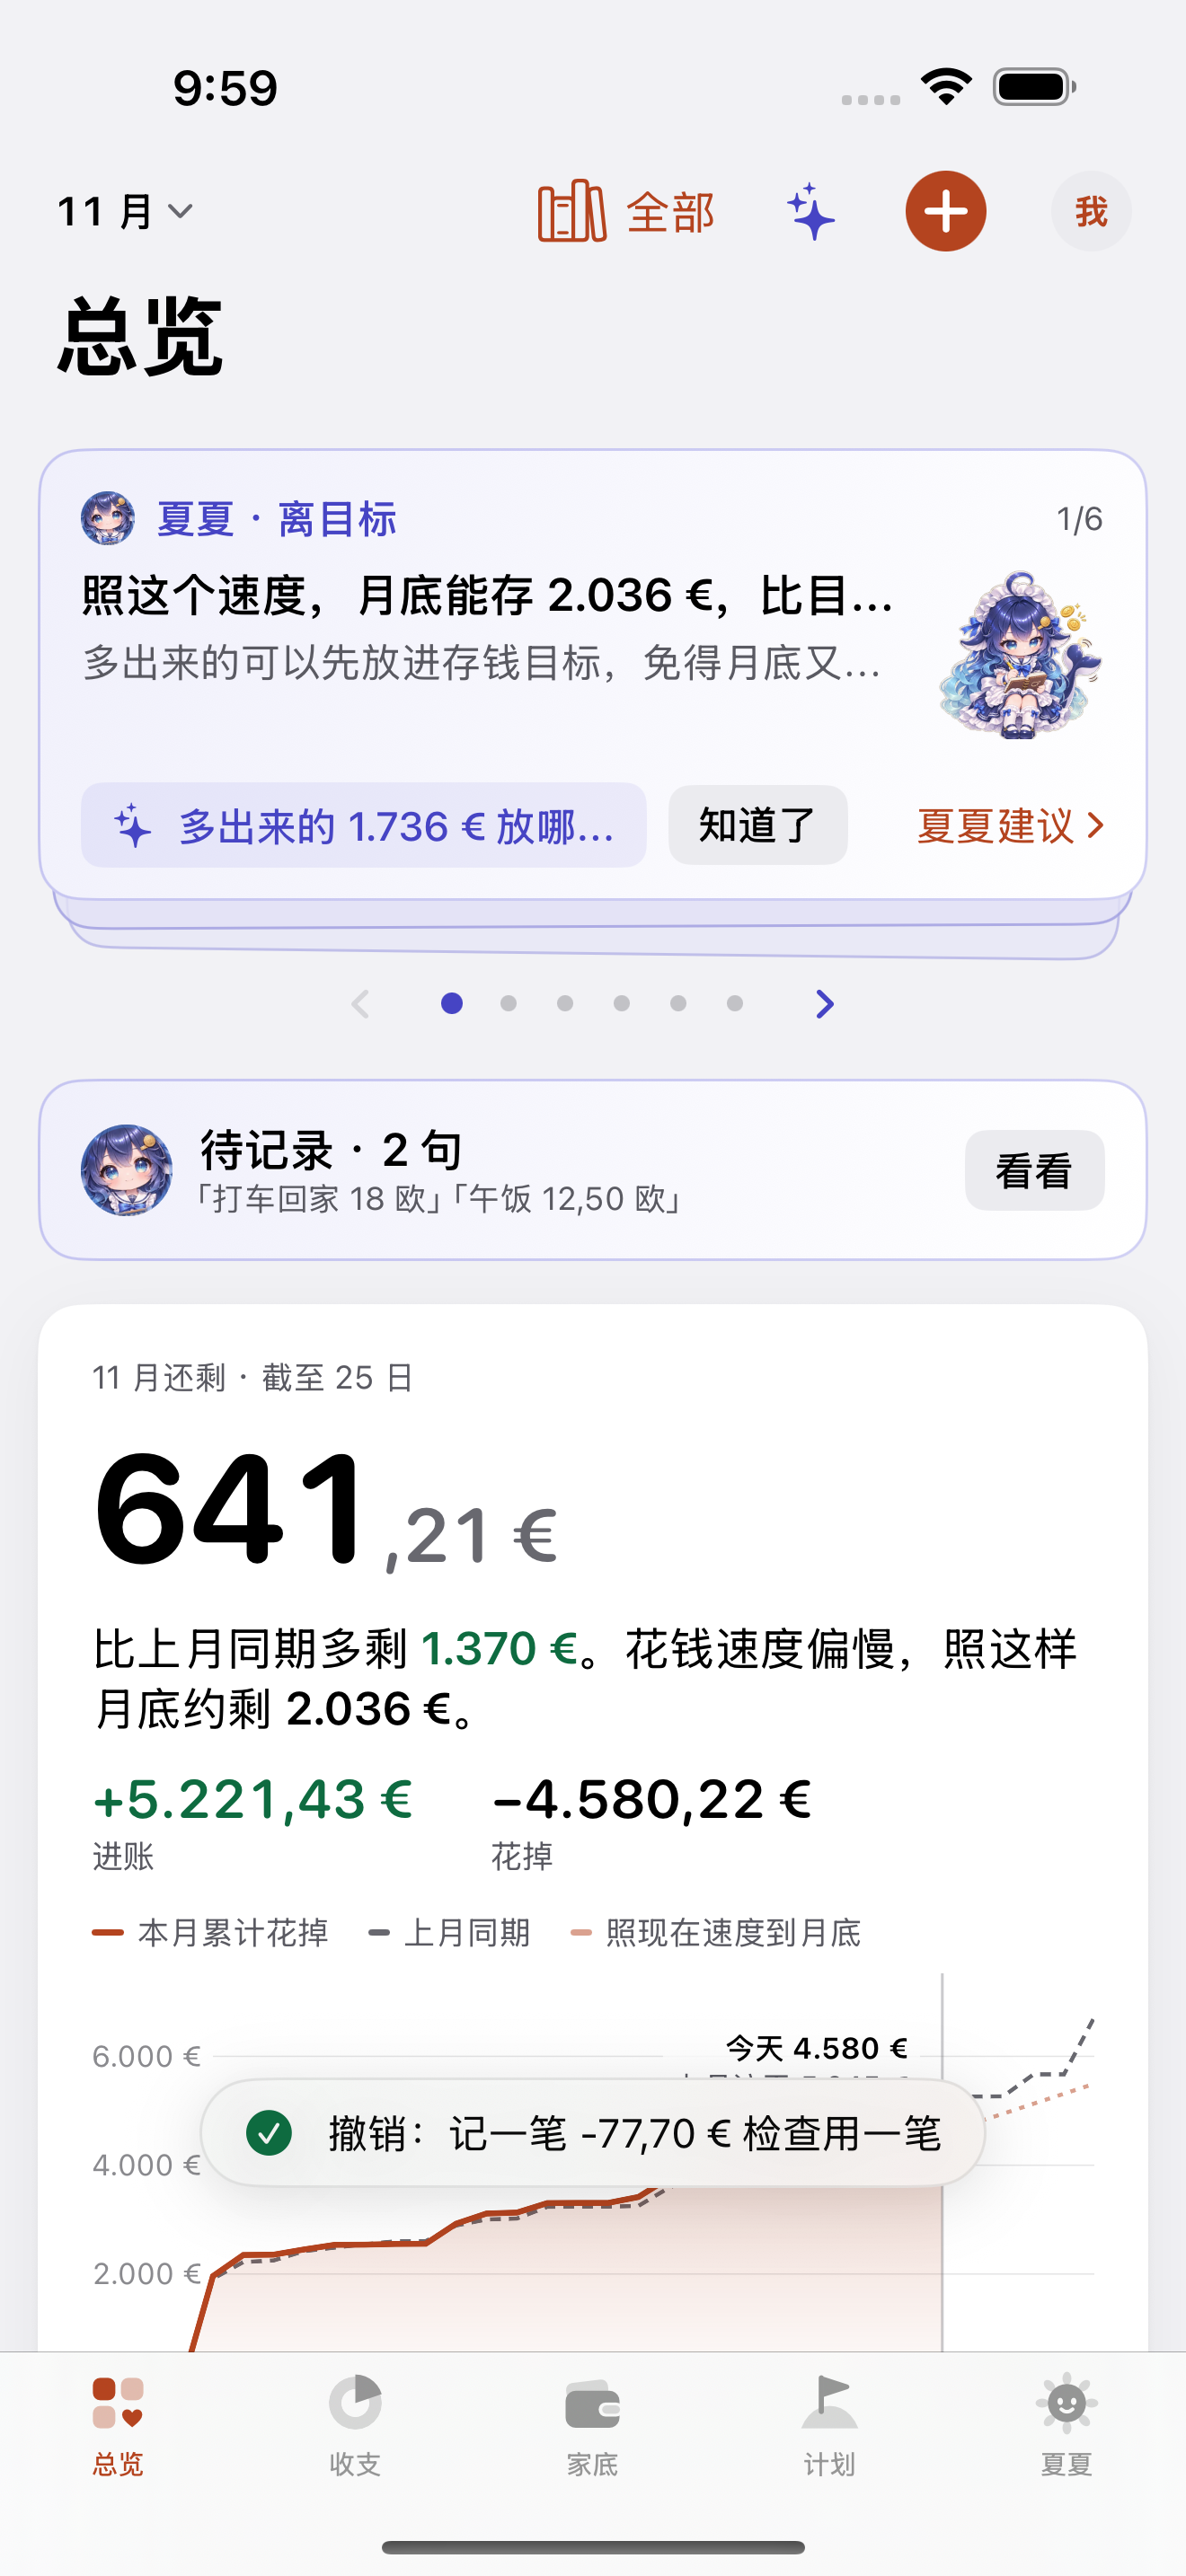 9:59
11 月
全部
我
总览
夏夏 · 离目标
1/6
照这个速度，月底能存 2.036 €，比目…
多出来的可以先放进存钱目标，免得月底又…
多出来的 1.736 € 放哪…
知道了
夏夏建议
待记录 · 2 句
「打车回家 18 欧」「午饭 12,50 欧」
看看
11 月还剩 · 截至 25 日
641,21 €
比上月同期多剩 1.370 €。花钱速度偏慢，照这样
月底约剩 2.036 €。
+5.221,43 €
−4.580,22 €
进账
花掉
本月累计花掉
上月同期
照现在速度到月底
6.000 €
今天 4.580 €
撤销：记一笔 -77,70 € 检查用一笔
4.000 €
2.000 €
总览
收支
家底
计划
夏夏